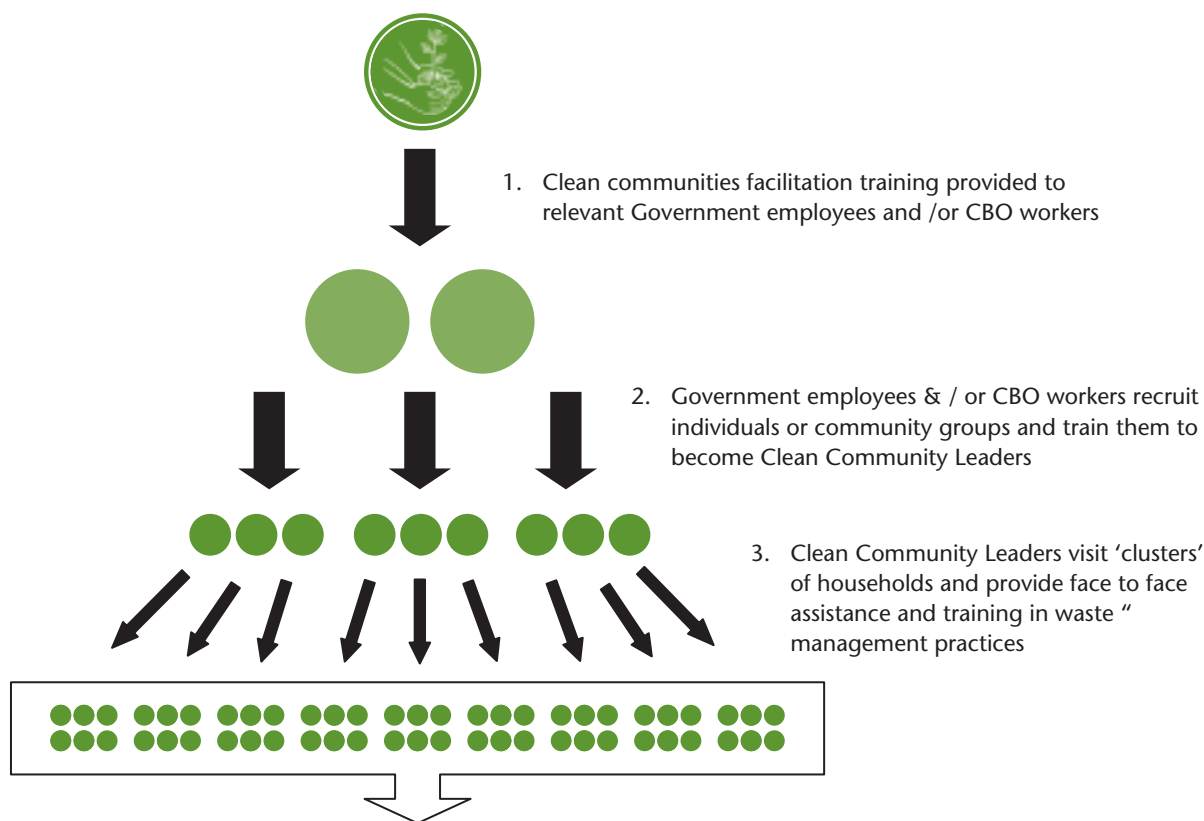 1. Clean communities facilitation training provided to
relevant Government employees and /or CBO workers
2. Government employees & / or CBO workers recruit
individuals or community groups and train them to
become Clean Community Leaders
3. Clean Community Leaders visit ‘clusters’
of households and provide face to face
assistance and training in waste “
management practices